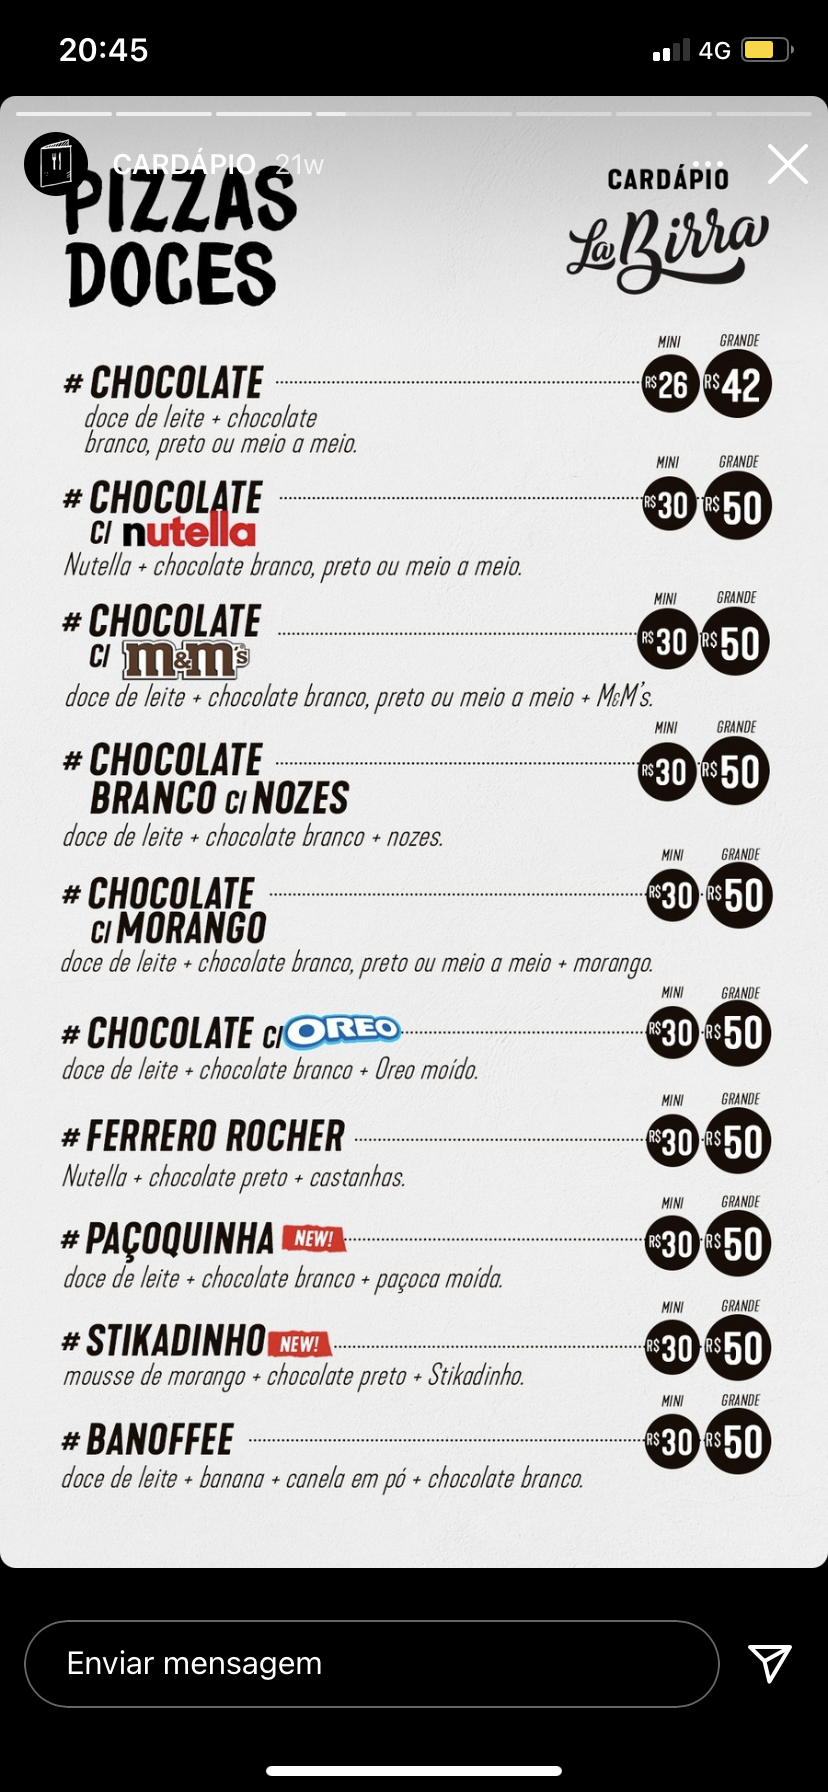 20:45
4G
CARDÁPIO 21w
PIZZAS
DOCES
CARDÁPIO
La Birra
MINI GRANDE
# CHOCOLATE R$26 R$42
doce de leite + chocolate
branco, preto ou meio a meio.
MINI GRANDE
# CHOCOLATE R$30 R$50
C/ nutella
Nutella + chocolate branco, preto ou meio a meio.
MINI GRANDE
# CHOCOLATE R$30 R$50
C/ m&m's
doce de leite + chocolate branco, preto ou meio a meio + M&M's.
MINI GRANDE
# CHOCOLATE R$30 R$50
BRANCO C/ NOZES
doce de leite + chocolate branco + nozes.
MINI GRANDE
# CHOCOLATE R$30 R$50
C/ MORANGO
doce de leite + chocolate branco, preto ou meio a meio + morango.
MINI GRANDE
# CHOCOLATE C/ OREO R$30 R$50
doce de leite + chocolate branco + Oreo moído.
MINI GRANDE
# FERRERO ROCHER R$30 R$50
Nutella + chocolate preto + castanhas.
MINI GRANDE
# PAÇOQUINHA NEW! R$30 R$50
doce de leite + chocolate branco + paçoca moída.
MINI GRANDE
# STIKADINHO NEW! R$30 R$50
mousse de morango + chocolate preto + Stikadinho.
MINI GRANDE
# BANOFFEE R$30 R$50
doce de leite + banana + canela em pó + chocolate branco.
Enviar mensagem